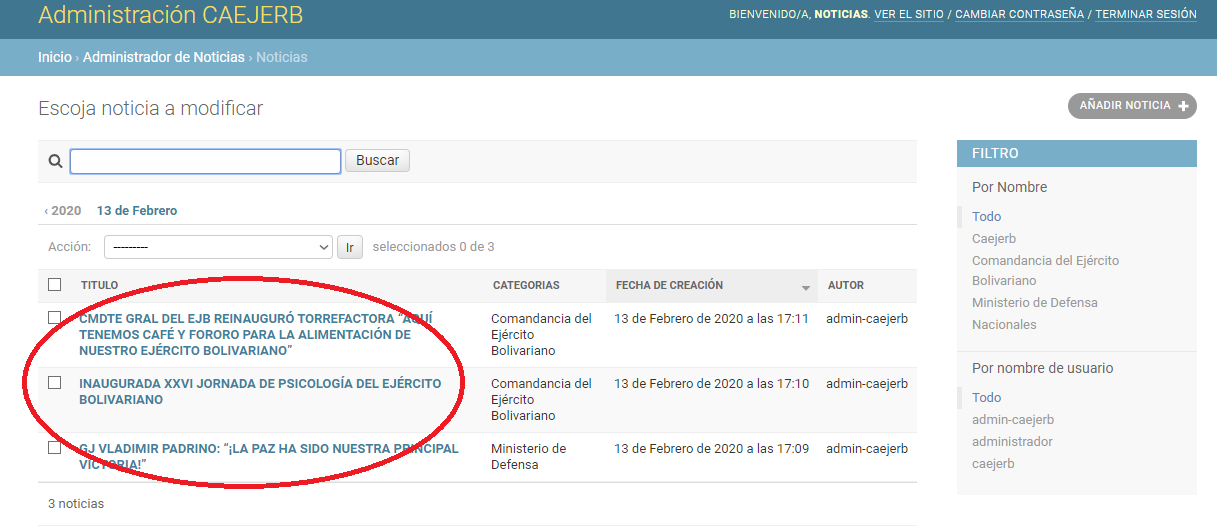 Administración CAEJERB
BIENVENIDO/A, NOTICIAS. VER EL SITIO / CAMBIAR CONTRASEÑA / TERMINAR SESIÓN
Inicio › Administrador de Noticias › Noticias
Escoja noticia a modificar
AÑADIR NOTICIA +
Buscar
‹ 2020 13 de Febrero
Acción: --------- Ir seleccionados 0 de 3
TITULO CATEGORIAS FECHA DE CREACIÓN AUTOR
CMDTE GRAL DEL EJB REINAUGURÓ TORREFACTORA “AQUÍ
TENEMOS CAFÉ Y FORORO PARA LA ALIMENTACIÓN DE
NUESTRO EJÉRCITO BOLIVARIANO”
Comandancia del
Ejército
Bolivariano
13 de Febrero de 2020 a las 17:11
admin-caejerb
INAUGURADA XXVI JORNADA DE PSICOLOGÍA DEL EJÉRCITO
BOLIVARIANO
Comandancia del
Ejército
Bolivariano
13 de Febrero de 2020 a las 17:10
admin-caejerb
GJ VLADIMIR PADRINO: “¡LA PAZ HA SIDO NUESTRA PRINCIPAL
VICTORIA!”
Ministerio de
Defensa
13 de Febrero de 2020 a las 17:09
admin-caejerb
3 noticias
FILTRO
Por Nombre
Todo
Caejerb
Comandancia del Ejército
Bolivariano
Ministerio de Defensa
Nacionales
Por nombre de usuario
Todo
admin-caejerb
administrador
caejerb